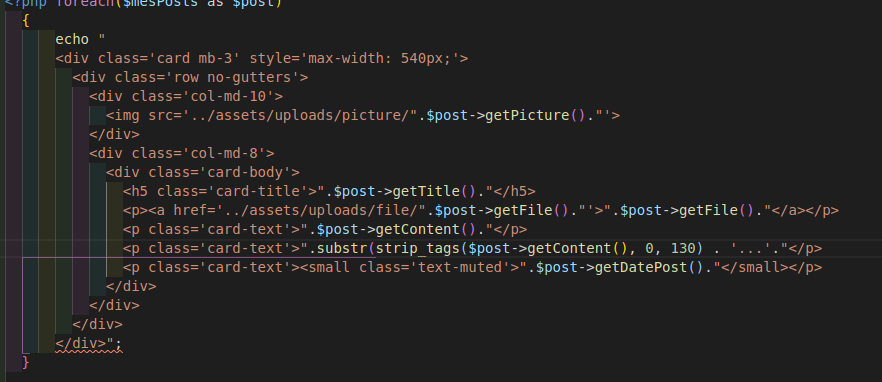 <?php foreach($mesPosts as $post)
{
echo "
<div class='card mb-3' style='max-width: 540px;'>
<div class='row no-gutters'>
<div class='col-md-10'>
<img src='../assets/uploads/picture/".$post->getPicture()."'>
</div>
<div class='col-md-8'>
<div class='card-body'>
<h5 class='card-title'>".$post->getTitle()."</h5>
<p><a href='../assets/uploads/file/".$post->getFile()."'>".$post->getFile()."</a></p>
<p class='card-text'>".$post->getContent()."</p>
<p class='card-text'>".substr(strip_tags($post->getContent(), 0, 130) . '...'."</p>
<p class='card-text'><small class='text-muted'>".$post->getDatePost()."</small></p>
</div>
</div>
</div>
</div>";
}